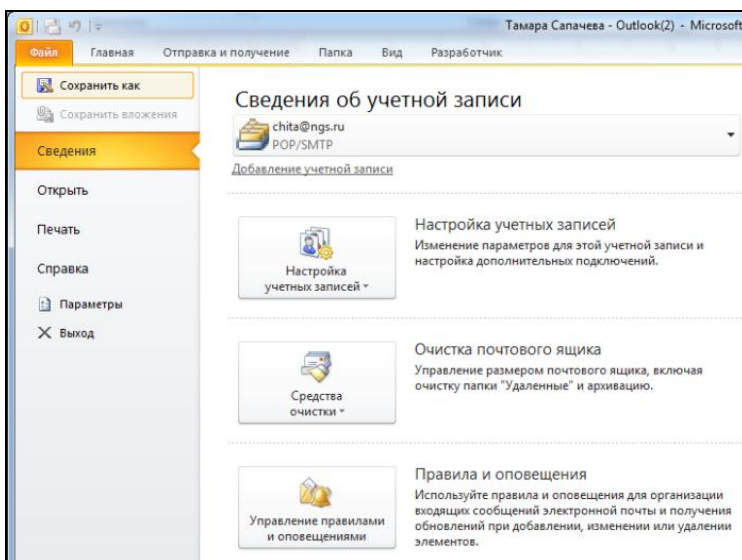 Тамара Сапачева - Outlook(2) - Microsoft
Файл Главная Отправка и получение Папка Вид Разработчик
Сохранить как
Сохранить вложения
Сведения
Открыть
Печать
Справка
Параметры
Выход
Сведения об учетной записи
chita@ngs.ru
POP/SMTP
Добавление учетной записи
Настройка
учетных записей
Настройка учетных записей
Изменение параметров для этой учетной записи и
настройка дополнительных подключений.
Средства
очистки
Очистка почтового ящика
Управление размером почтового ящика, включая
очистку папки "Удаленные" и архивацию.
Управление правилами
и оповещениями
Правила и оповещения
Используйте правила и оповещения для организации
входящих сообщений электронной почты и получения
обновлений при добавлении, изменении или удалении
элементов.